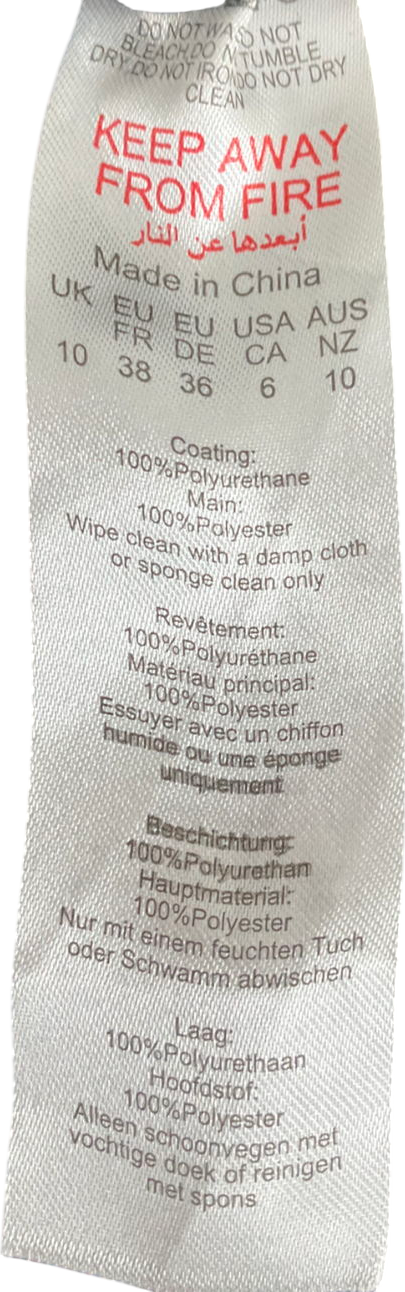 DO NOT WASH DO NOT
BLEACH.DO NOT TUMBLE
DRY.DO NOT IRON.DO NOT DRY
CLEAN
KEEP AWAY
FROM FIRE
أبعدها عن النار
Made in China
UK EU FR EU DE USA CA AUS NZ
10 38 36 6 10
Coating:
100%Polyurethane
Main:
100%Polyester
Wipe clean with a damp cloth
or sponge clean only
Revêtement:
100%Polyuréthane
Matériau principal:
100%Polyester
Essuyer avec un chiffon
humide ou une éponge
uniquement
Beschichtung:
100%Polyurethan
Hauptmaterial:
100%Polyester
Nur mit einem feuchten Tuch
oder Schwamm abwischen
Laag:
100%Polyurethaan
Hoofdstof:
100%Polyester
Alleen schoonvegen met
vochtige doek of reinigen
met spons